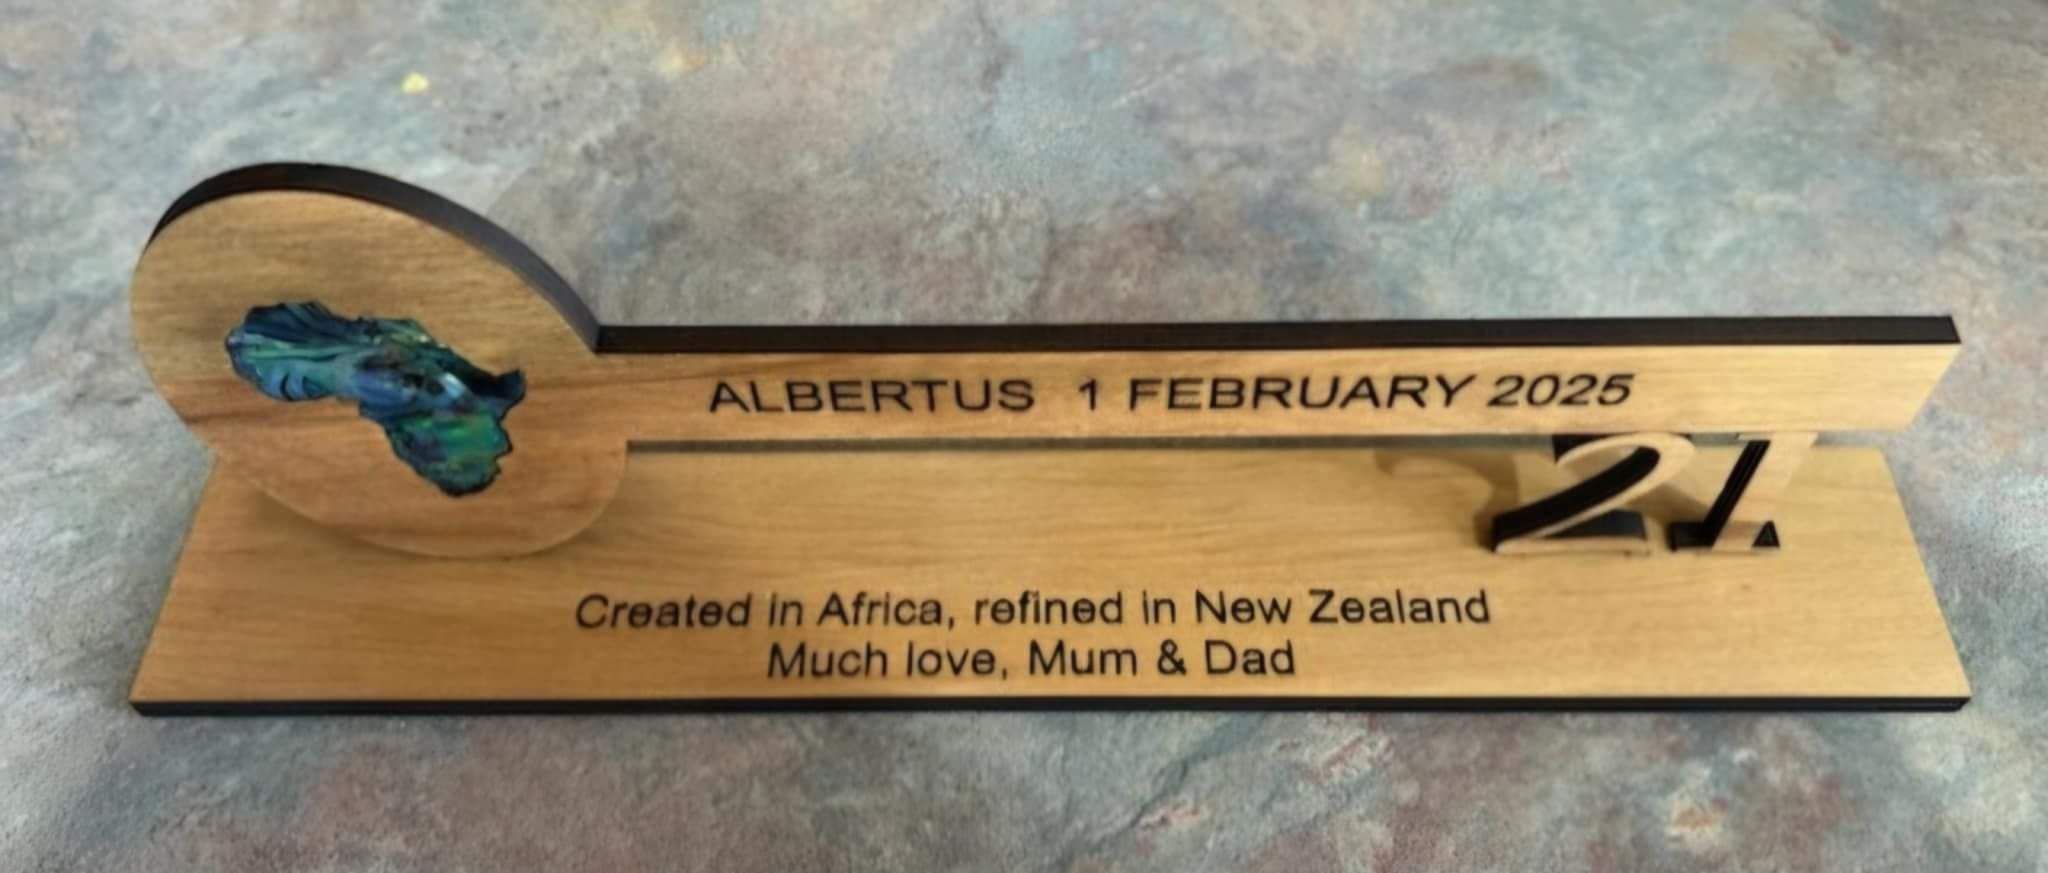 ALBERTUS 1 FEBRUARY 2025
21
Created in Africa, refined in New Zealand
Much love, Mum & Dad